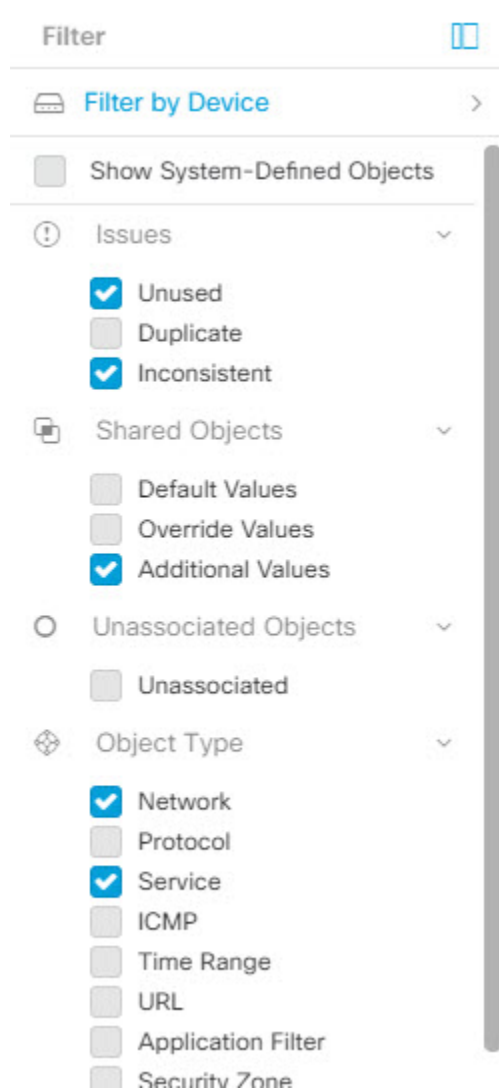 Filter
Filter by Device
Show System-Defined Objects
Issues
Unused
Duplicate
Inconsistent
Shared Objects
Default Values
Override Values
Additional Values
Unassociated Objects
Unassociated
Object Type
Network
Protocol
Service
ICMP
Time Range
URL
Application Filter
Security Zone